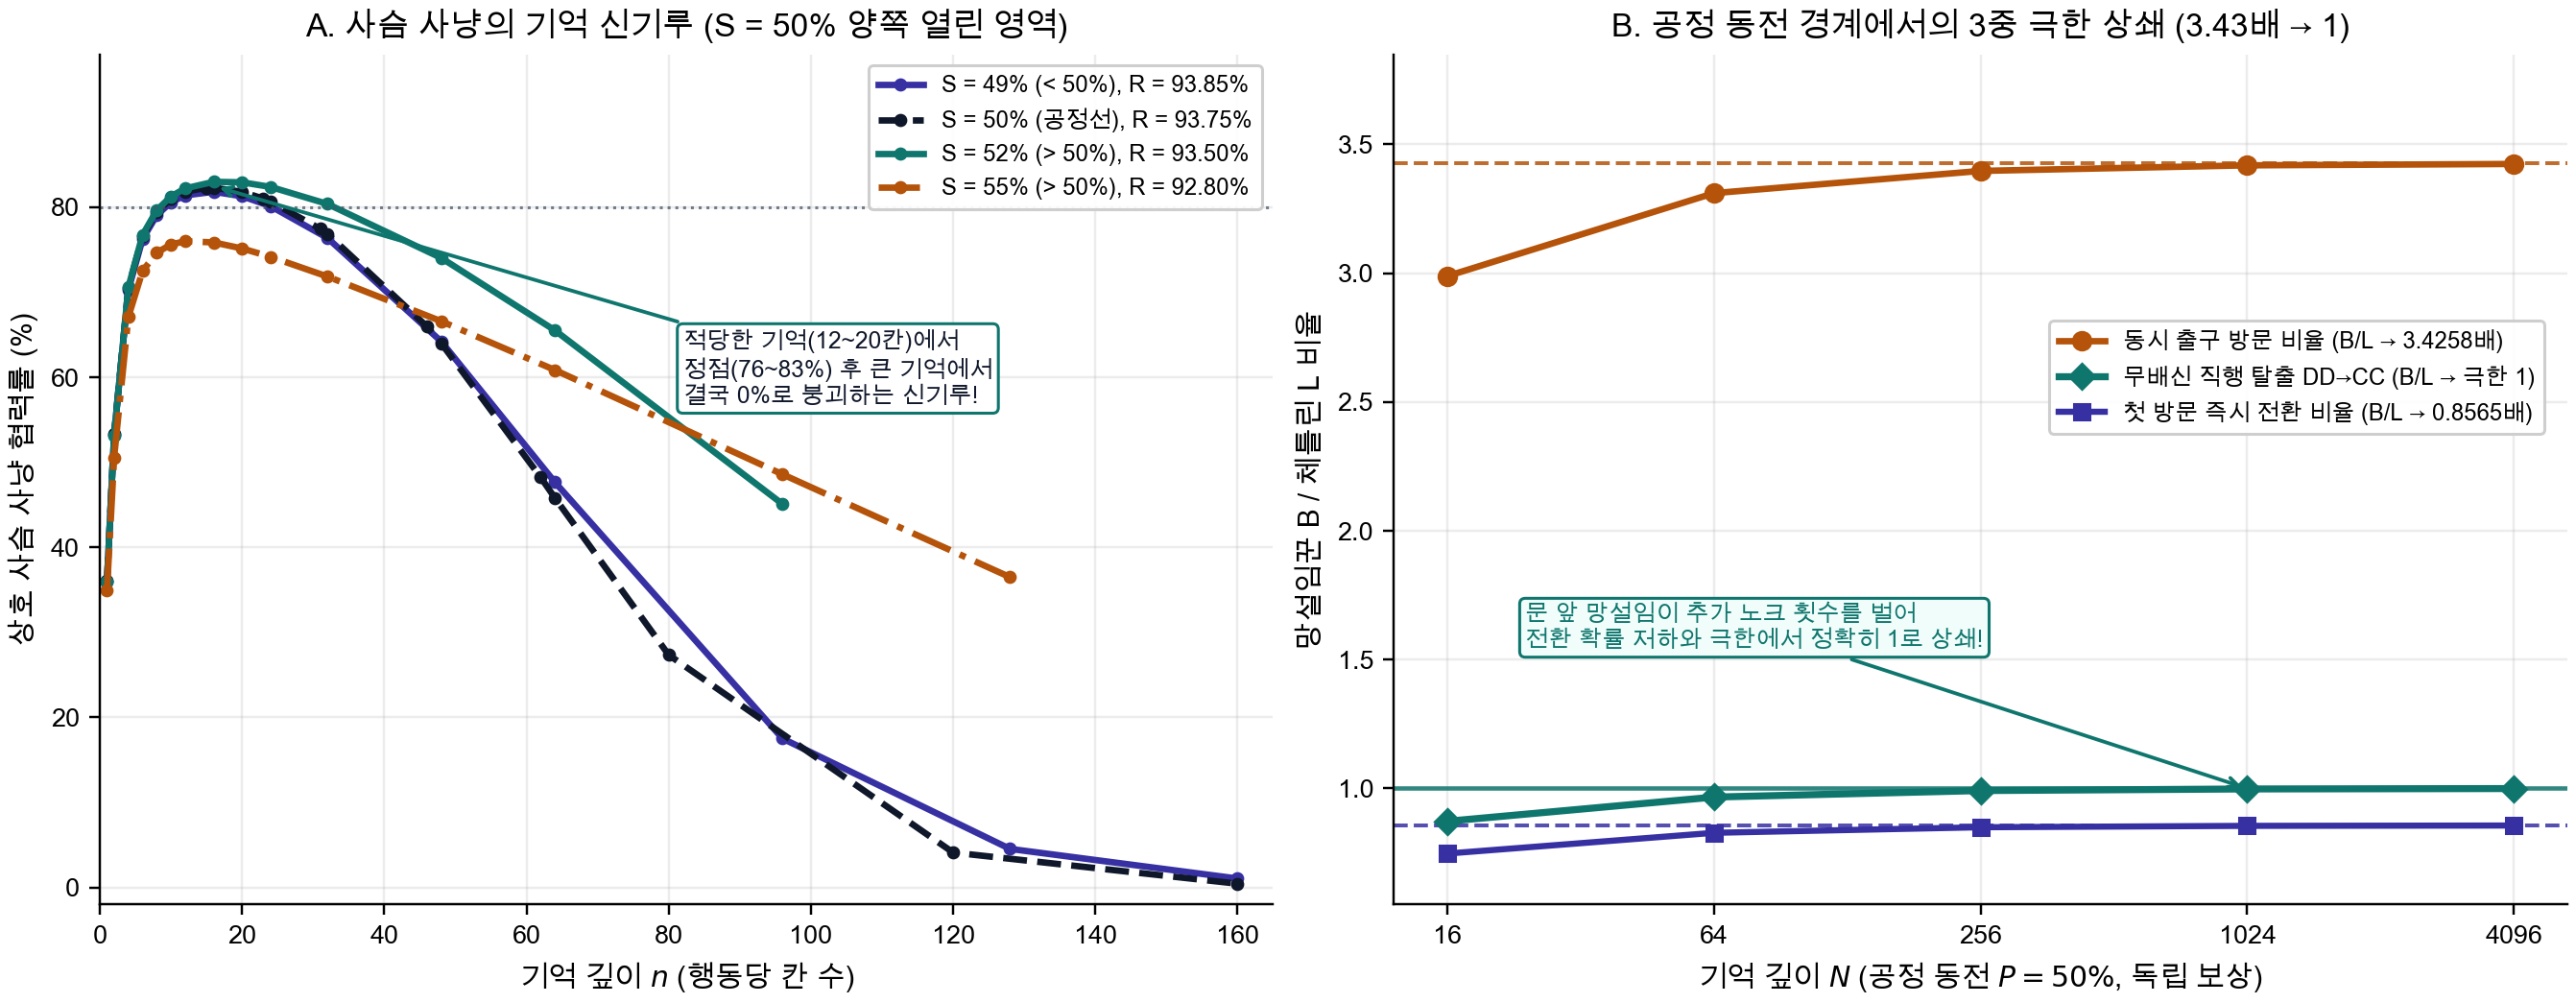 A. 사슴 사냥의 기억 신기루 (S = 50% 양쪽 열린 영역)
상호 사슴 사냥 협력률 (%)
80
60
40
20
0
S = 49% (< 50%), R = 93.85%
S = 50% (공정선), R = 93.75%
S = 52% (> 50%), R = 93.50%
S = 55% (> 50%), R = 92.80%
적당한 기억(12~20칸)에서
정점(76~83%) 후 큰 기억에서
결국 0%로 붕괴하는 신기루!
0 20 40 60 80 100 120 140 160
기억 깊이 n (행동당 칸 수)
B. 공정 동전 경계에서의 3중 극한 상쇄 (3.43배 → 1)
망설임꾼 B / 체틀린 L 비율
3.5
3.0
2.5
2.0
1.5
1.0
동시 출구 방문 비율 (B/L → 3.4258배)
무배신 직행 탈출 DD→CC (B/L → 극한 1)
첫 방문 즉시 전환 비율 (B/L → 0.8565배)
문 앞 망설임이 추가 노크 횟수를 벌어
전환 확률 저하와 극한에서 정확히 1로 상쇄!
16 64 256 1024 4096
기억 깊이 N (공정 동전 P = 50%, 독립 보상)